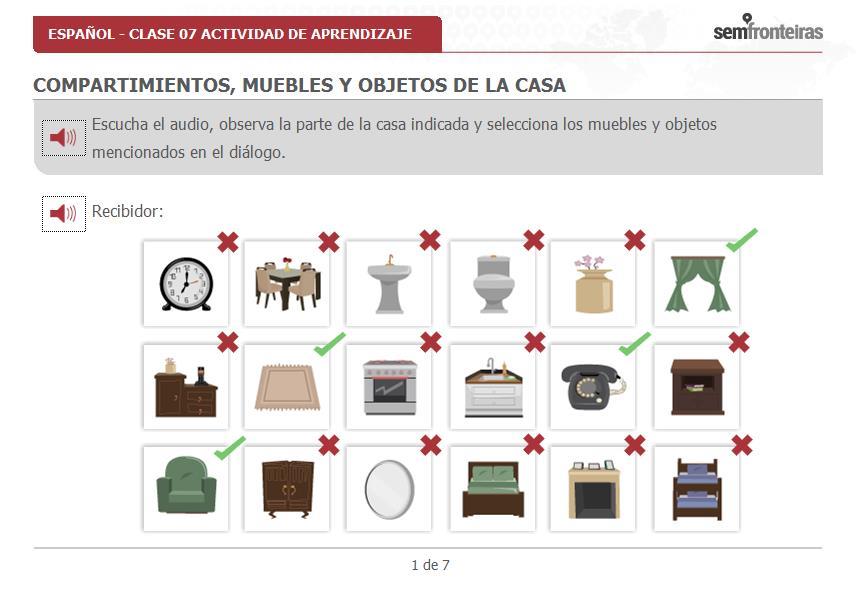 ESPAÑOL - CLASE 07 ACTIVIDAD DE APRENDIZAJE
semfronteiras
COMPARTIMIENTOS, MUEBLES Y OBJETOS DE LA CASA
Escucha el audio, observa la parte de la casa indicada y selecciona los muebles y objetos
mencionados en el diálogo.
Recibidor:
1 de 7